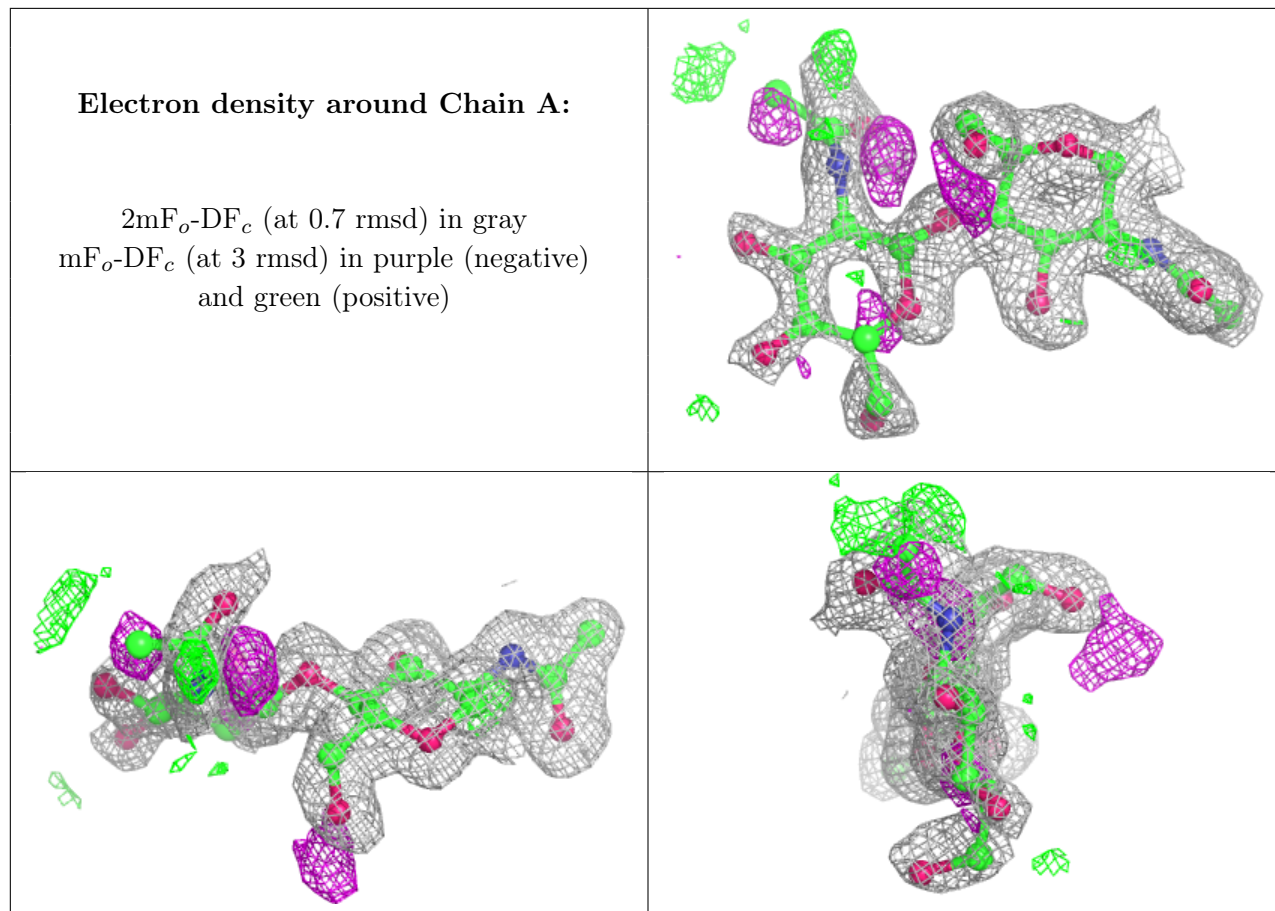 Electron density around Chain A:
2mFo-DFc (at 0.7 rmsd) in gray
mFo-DFc (at 3 rmsd) in purple (negative)
and green (positive)